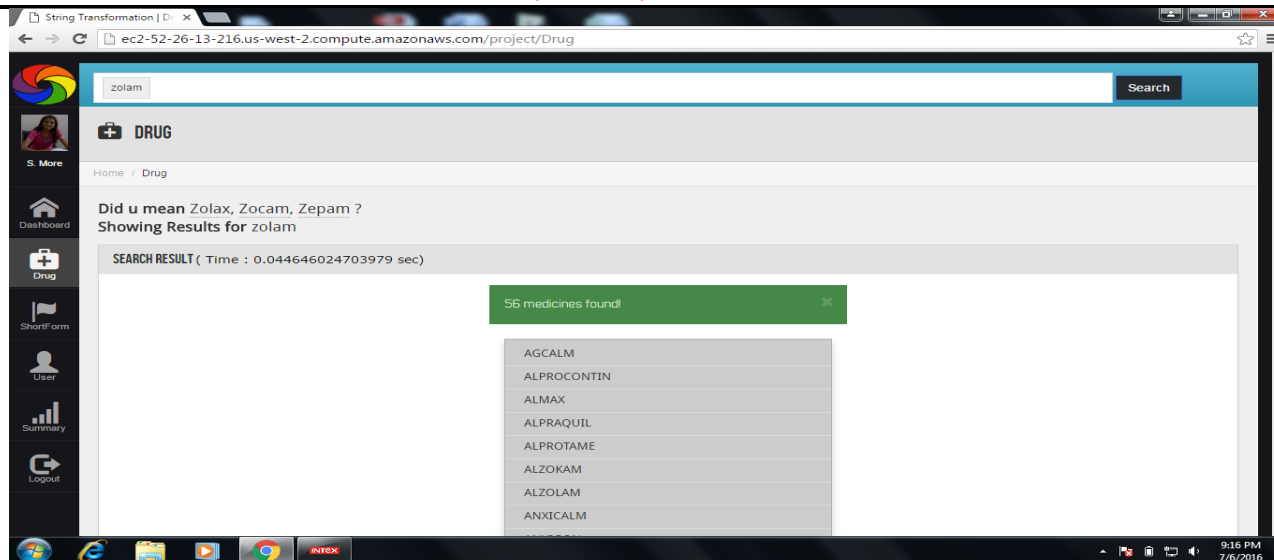 String Transformation | Dr
ec2-52-26-13-216.us-west-2.compute.amazonaws.com/project/Drug
zolam
Search
DRUG
S. More
Home / Drug
Did u mean Zolax, Zocam, Zepam ?
Showing Results for zolam
Dashboard
SEARCH RESULT ( Time : 0.044646024703979 sec)
Drug
56 medicines found!
ShortForm
AGCALM
ALPROCONTIN
User
ALMAX
ALPRAQUIL
Summary
ALPROTAME
ALZOKAM
Logout
ALZOLAM
ANXICALM
INTEX
9:16 PM
7/6/2016